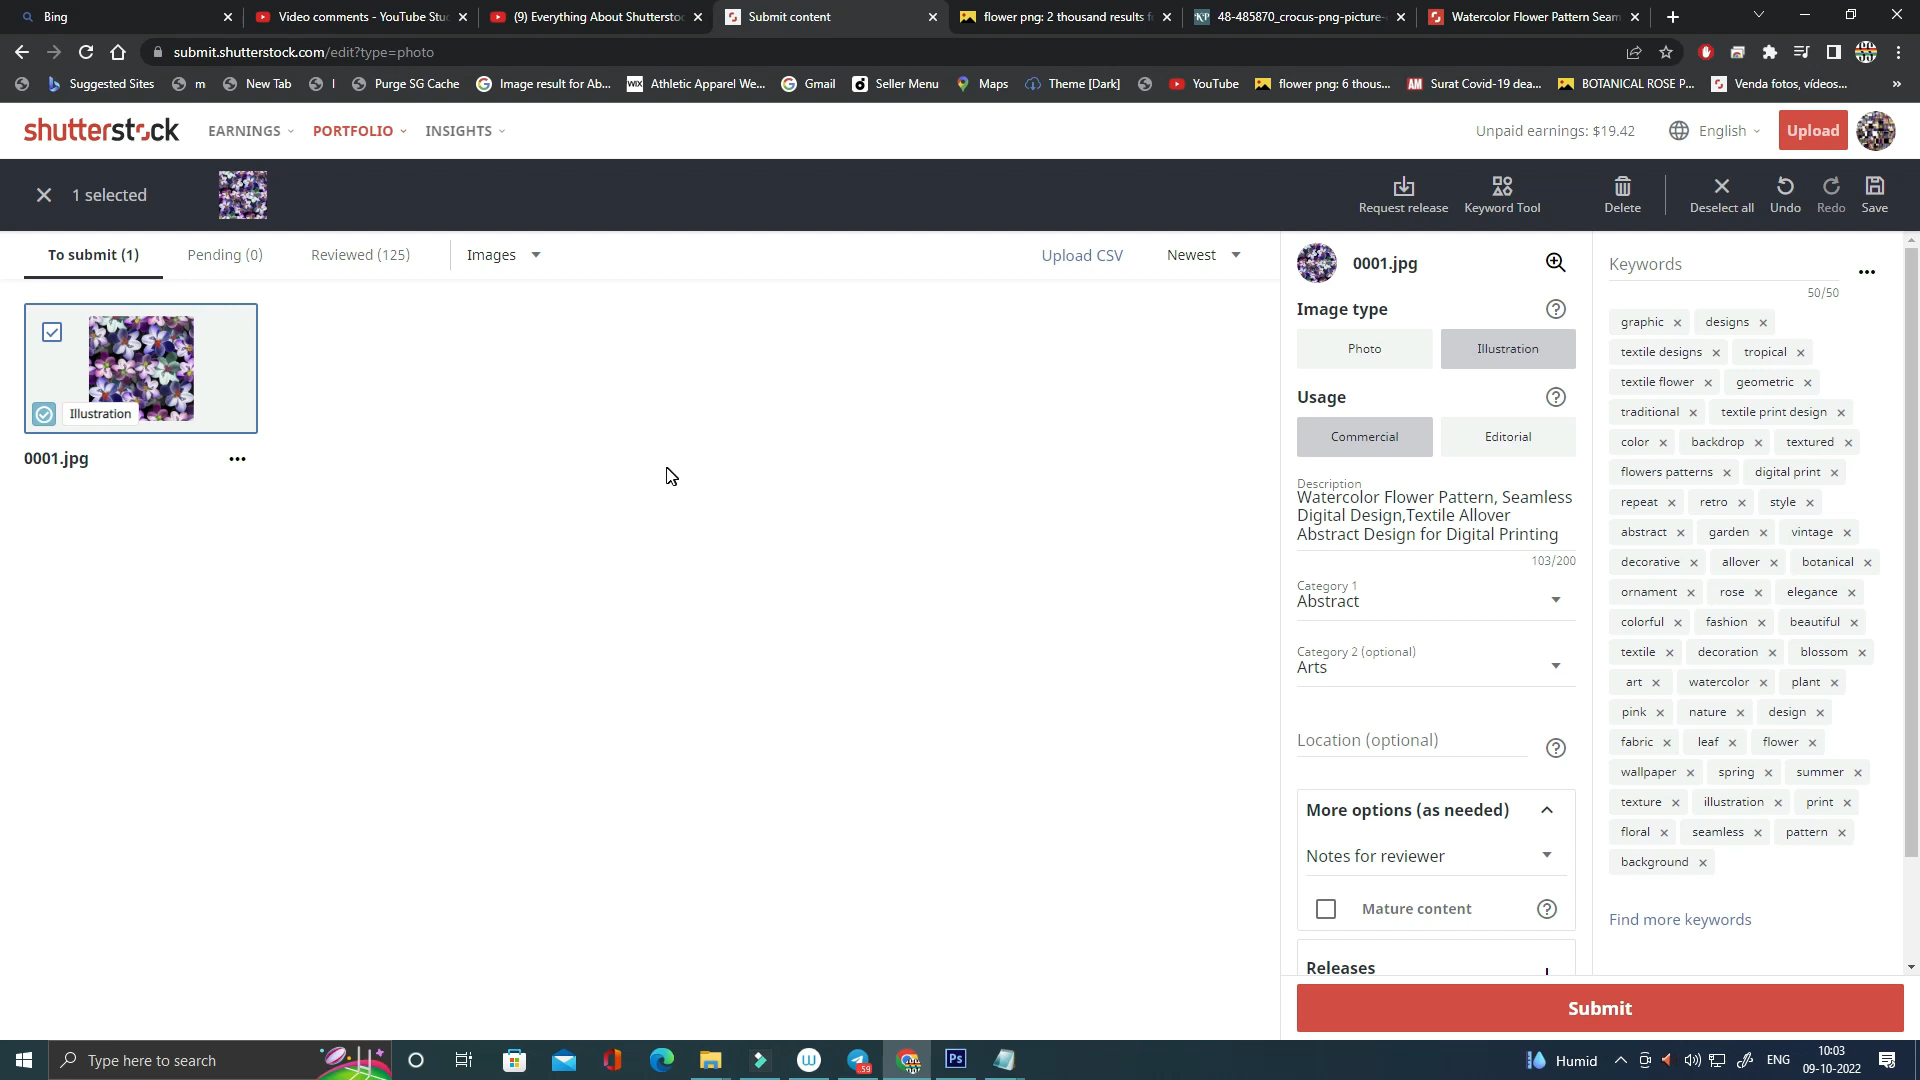 Bing
Video comments - YouTube Stu
(9) Everything About Shutterstoc
Submit content
flower png: 2 thousand results f
48-485870_crocus-png-picture-
Watercolor Flower Pattern Seam
submit.shutterstock.com/edit?type=photo
Suggested Sites
m
New Tab
I
Purge SG Cache
Image result for Ab...
Athletic Apparel We...
Gmail
Seller Menu
Maps
Theme [Dark]
YouTube
flower png: 6 thous...
Surat Covid-19 dea...
BOTANICAL ROSE P...
Venda fotos, vídeos...
shutterstock
EARNINGS
PORTFOLIO
INSIGHTS
Unpaid earnings: $19.42
English
Upload
1 selected
Request release
Keyword Tool
Delete
Deselect all
Undo
Redo
Save
To submit (1)
Pending (0)
Reviewed (125)
Images
Upload CSV
Newest
Illustration
0001.jpg
0001.jpg
Image type
Photo
Illustration
Usage
Commercial
Editorial
Description
Watercolor Flower Pattern, Seamless
Digital Design,Textile Allover
Abstract Design for Digital Printing
103/200
Category 1
Abstract
Category 2 (optional)
Arts
Location (optional)
More options (as needed)
Notes for reviewer
Mature content
Releases
Keywords
50/50
graphic designs
textile designs tropical
textile flower geometric
traditional textile print design
color backdrop textured
flowers patterns digital print
repeat retro style
abstract garden vintage
decorative allover botanical
ornament rose elegance
colorful fashion beautiful
textile decoration blossom
art watercolor plant
pink nature design
fabric leaf flower
wallpaper spring summer
texture illustration print
floral seamless pattern
background
Find more keywords
Submit
Type here to search
59
Ps
Humid
ENG
10:03
09-10-2022